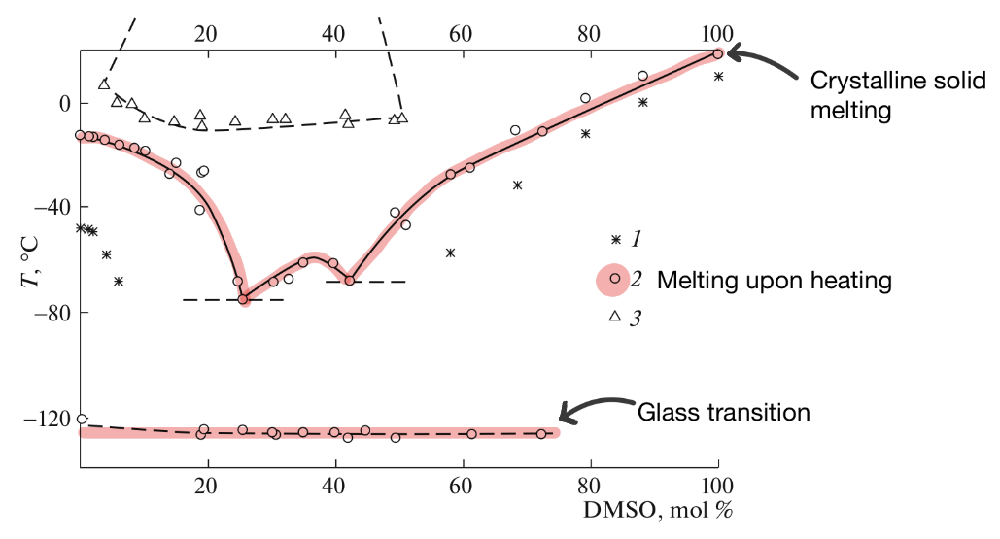 20 40 60 80 100
Crystalline solid
melting
0
−40
1
T, °C
2 Melting upon heating
3
−80
−120
Glass transition
20 40 60 80 100
DMSO, mol %